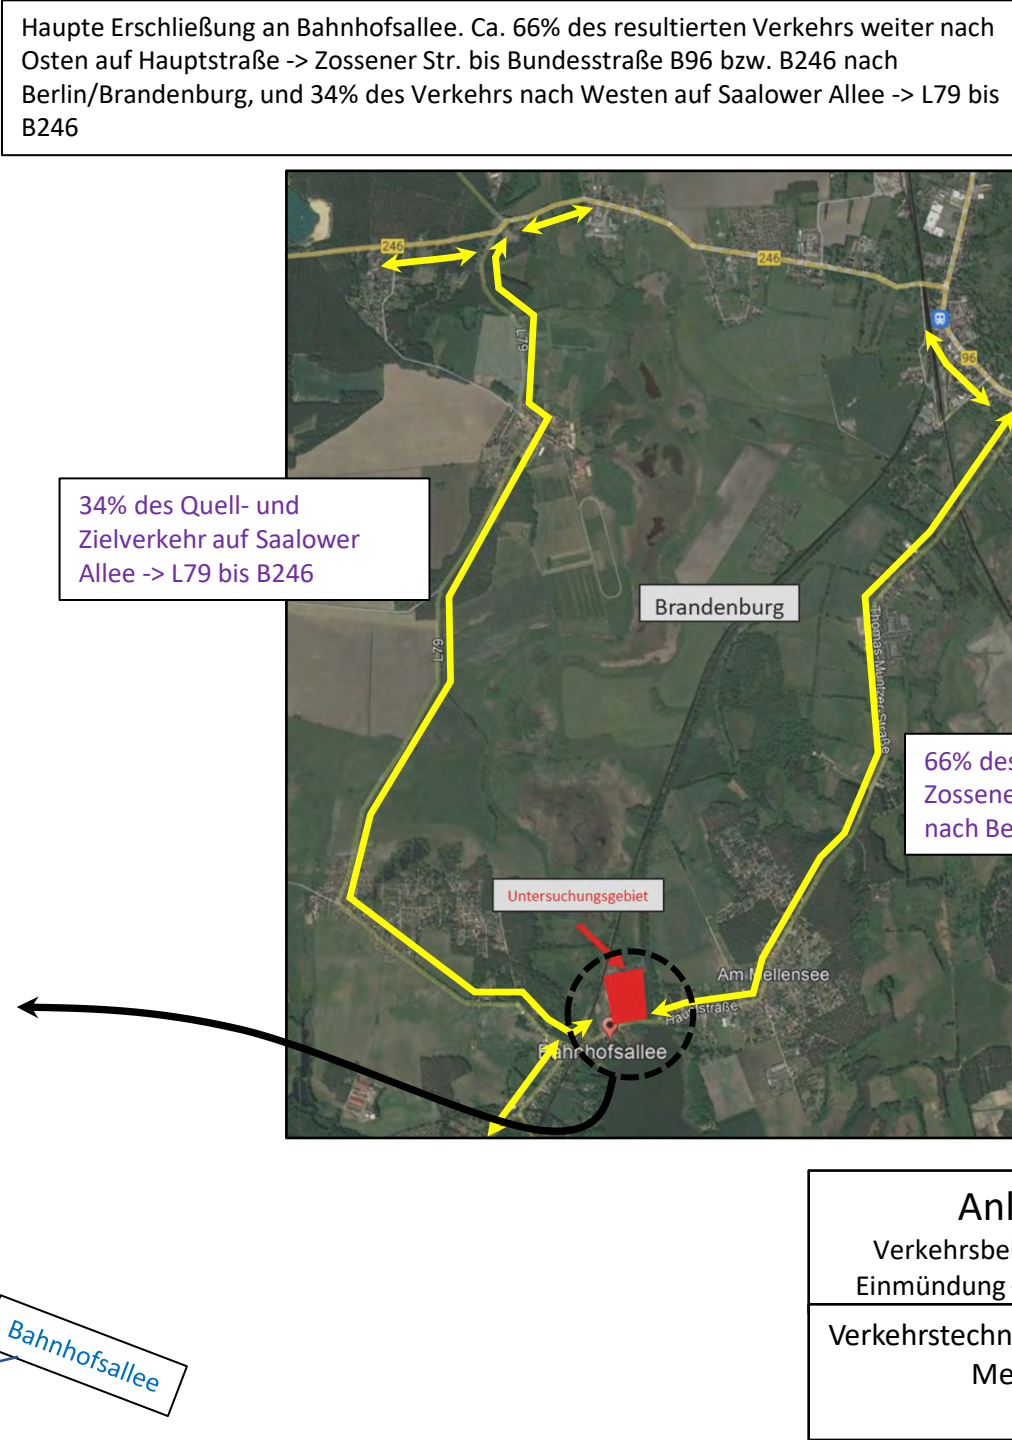 Haupte Erschließung an Bahnhofsallee. Ca. 66% des resultierten Verkehrs weiter nach
Osten auf Hauptstraße -> Zossener Str. bis Bundesstraße B96 bzw. B246 nach
Berlin/Brandenburg, und 34% des Verkehrs nach Westen auf Saalower Allee -> L79 bis
B246
246
246
L79
96
34% des Quell- und
Zielverkehr auf Saalower
Allee -> L79 bis B246
Brandenburg
Thomas-Müntzer-Straße
L79
66% des
Zossene
nach Be
Untersuchungsgebiet
Am Mellensee
Hauptstraße
Bahnhofsallee
Anl
Verkehrsbel
Einmündung
Verkehrstechn
Me
Bahnhofsallee